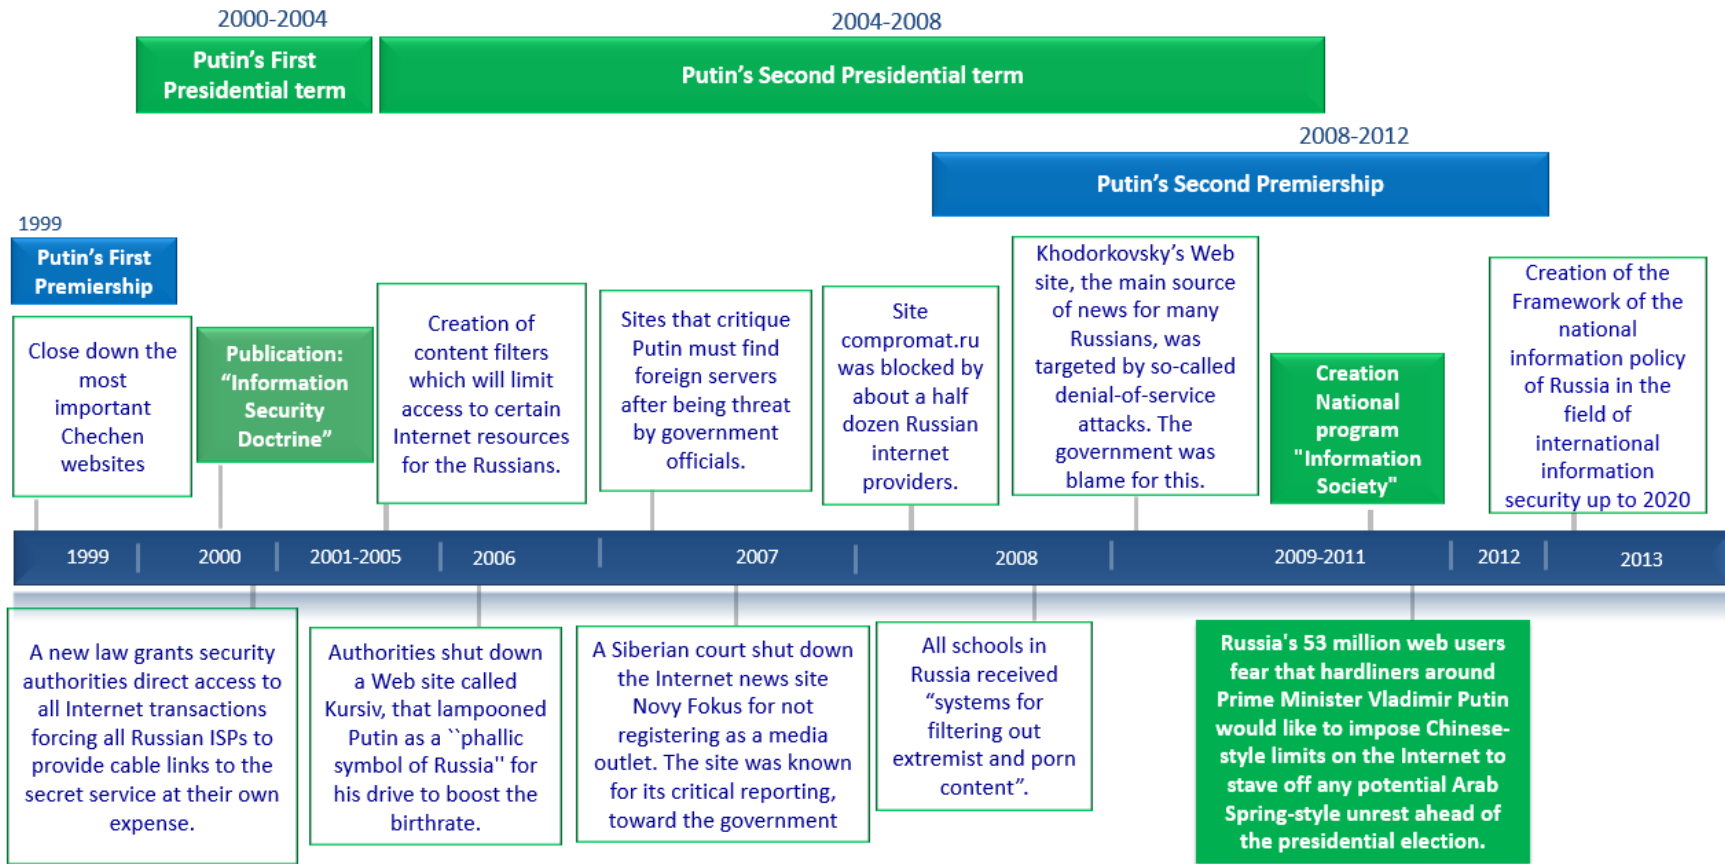 2000-2004
2004-2008
Putin’s First
Presidential term
Putin’s Second Presidential term
2008-2012
Putin’s Second Premiership
1999
Putin’s First
Premiership
Close down the
most
important
Chechen
websites
Publication:
“Information
Security
Doctrine”
Creation of
content filters
which will limit
access to certain
Internet resources
for the Russians.
Sites that critique
Putin must find
foreign servers
after being threat
by government
officials.
Site
compromat.ru
was blocked by
about a half
dozen Russian
internet
providers.
Khodorkovsky’s Web
site, the main source
of news for many
Russians, was
targeted by so-called
denial-of-service
attacks. The
government was
blame for this.
Creation
National
program
"Information
Society"
Creation of the
Framework of the
national
information policy
of Russia in the
field of
international
information
security up to 2020
1999
2000
2001-2005
2006
2007
2008
2009-2011
2012
2013
A new law grants security
authorities direct access to
all Internet transactions
forcing all Russian ISPs to
provide cable links to the
secret service at their own
expense.
Authorities shut down
a Web site called
Kursiv, that lampooned
Putin as a ``phallic
symbol of Russia'' for
his drive to boost the
birthrate.
A Siberian court shut down
the Internet news site
Novy Fokus for not
registering as a media
outlet. The site was known
for its critical reporting,
toward the government
All schools in
Russia received
“systems for
filtering out
extremist and porn
content”.
Russia's 53 million web users
fear that hardliners around
Prime Minister Vladimir Putin
would like to impose Chinese-
style limits on the Internet to
stave off any potential Arab
Spring-style unrest ahead of
the presidential election.